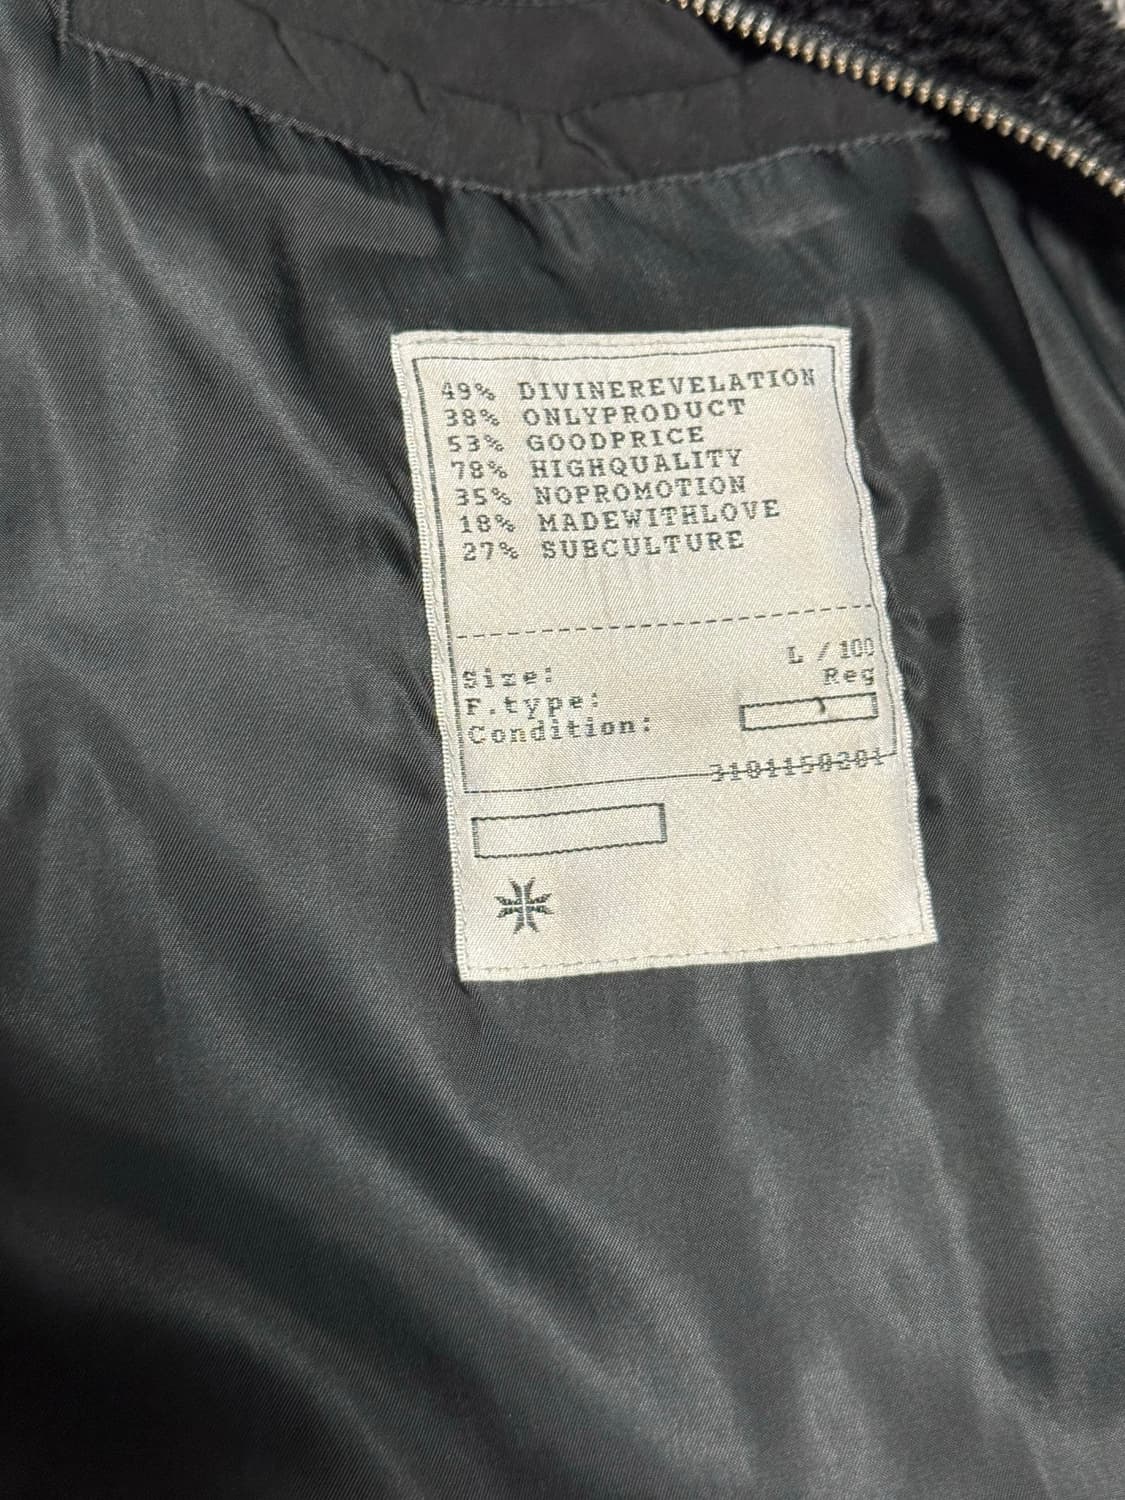 49% DIVINEREVELATION
38% ONLYPRODUCT
53% GOODPRICE
78% HIGHQUALITY
35% NOPROMOTION
18% MADEWITHLOVE
27% SUBCULTURE
Size: L / 100
F.type: Reg
Condition:
3101150201